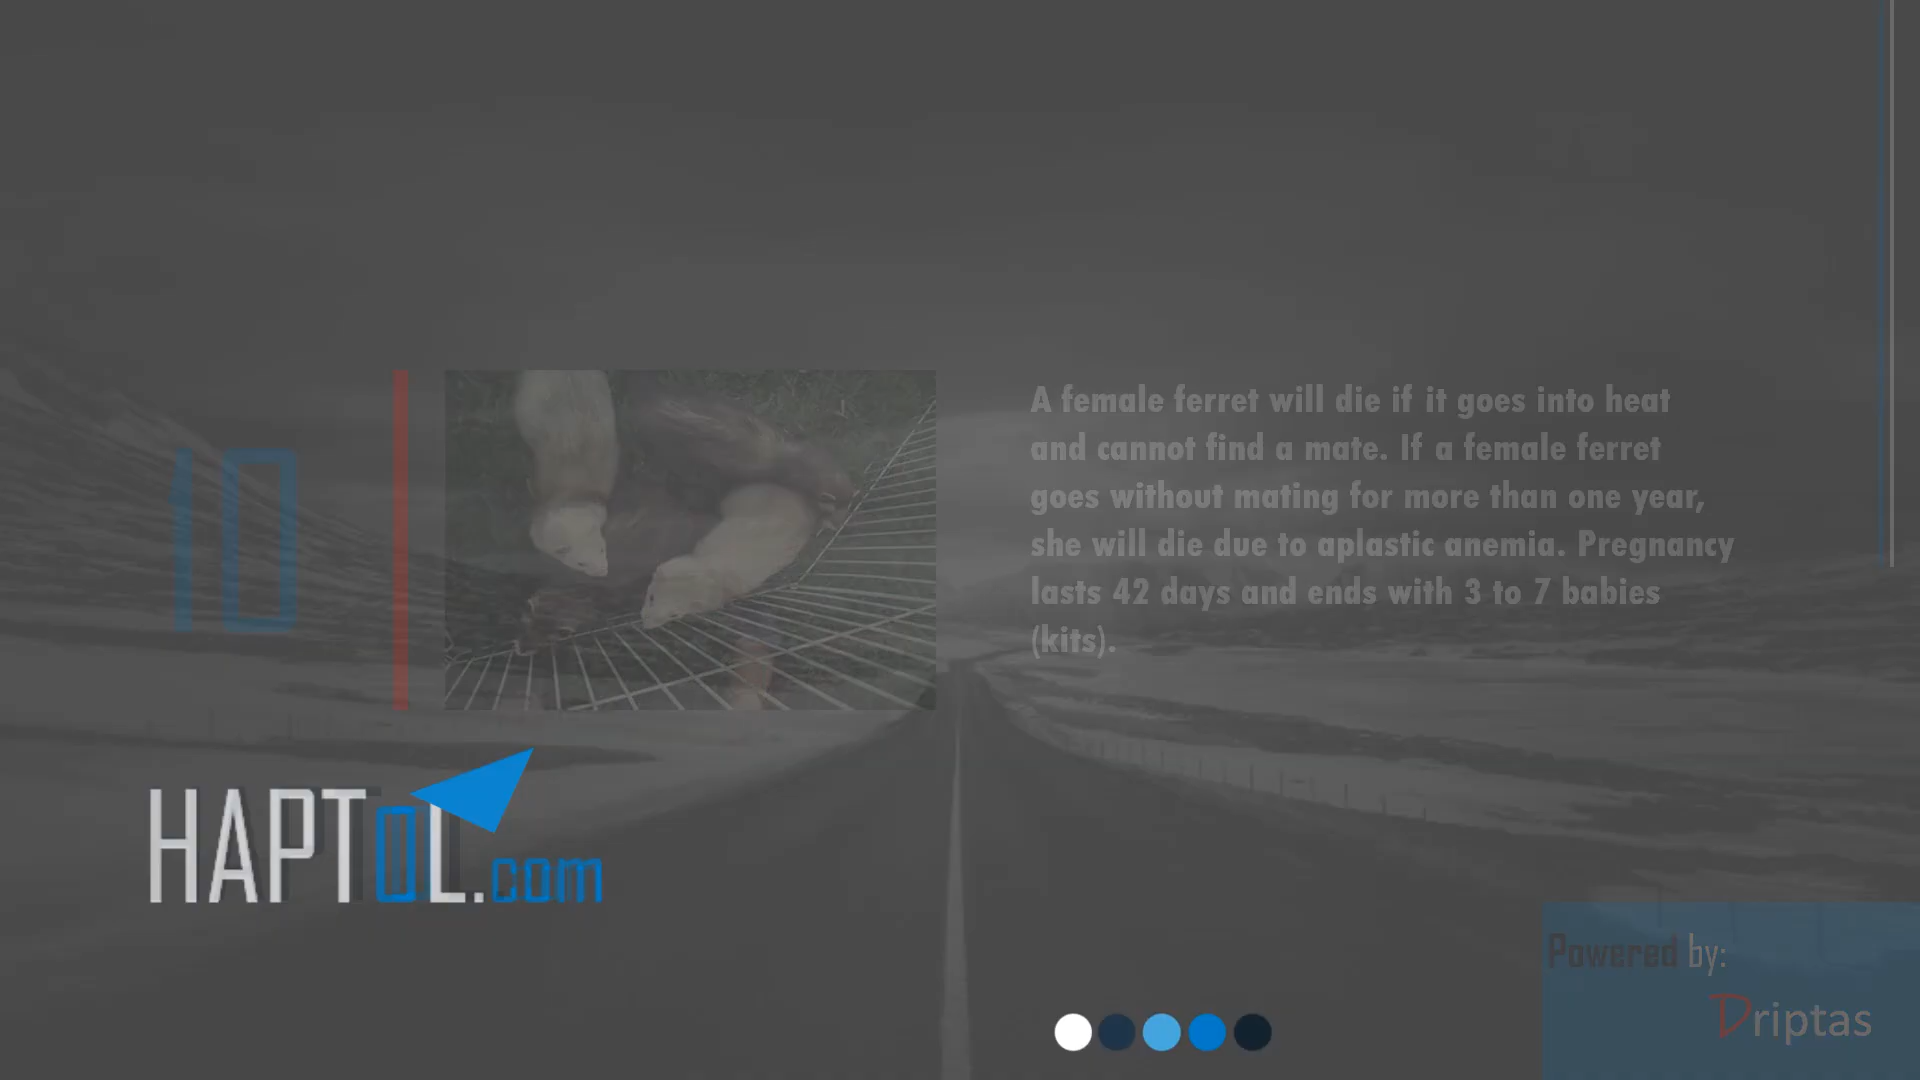 10
A female ferret will die if it goes into heat
and cannot find a mate. If a female ferret
goes without mating for more than one year,
she will die due to aplastic anemia. Pregnancy
lasts 42 days and ends with 3 to 7 babies
(kits).
HAPTOL.com
Powered by:
Driptas